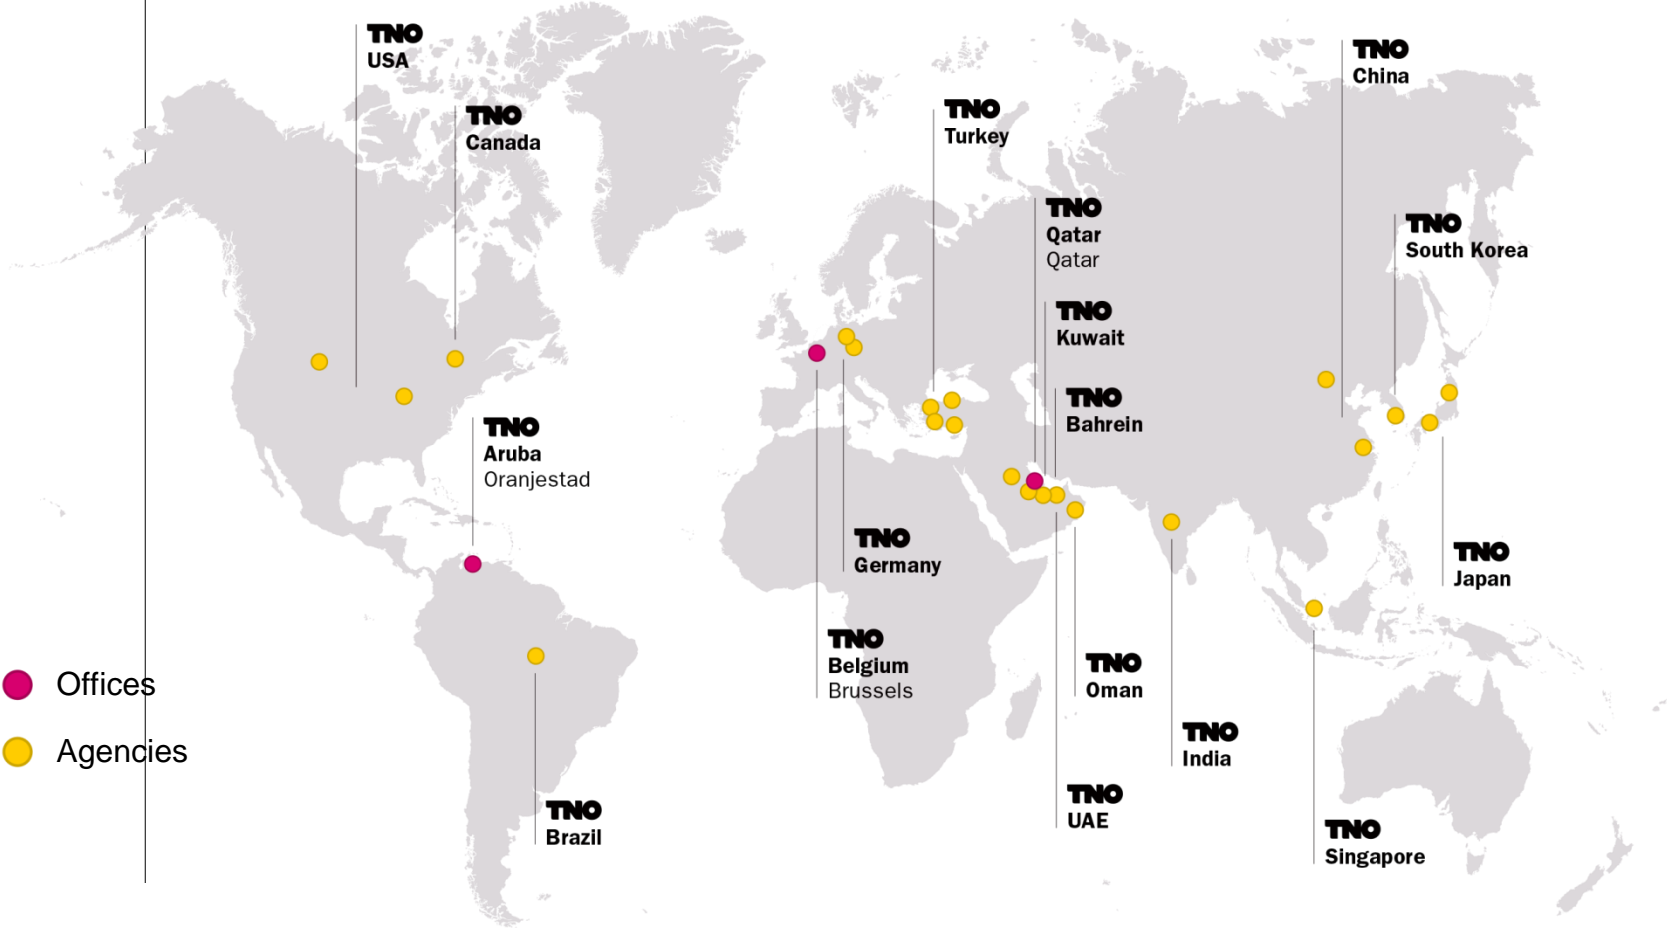 TNO
USA
TNO
Canada
TNO
Turkey
TNO
China
TNO
Qatar
Qatar
TNO
South Korea
TNO
Kuwait
TNO
Bahrein
TNO
Aruba
Oranjestad
TNO
Germany
TNO
Japan
TNO
Belgium
Brussels
TNO
Oman
Offices
TNO
India
Agencies
TNO
UAE
TNO
Brazil
TNO
Singapore